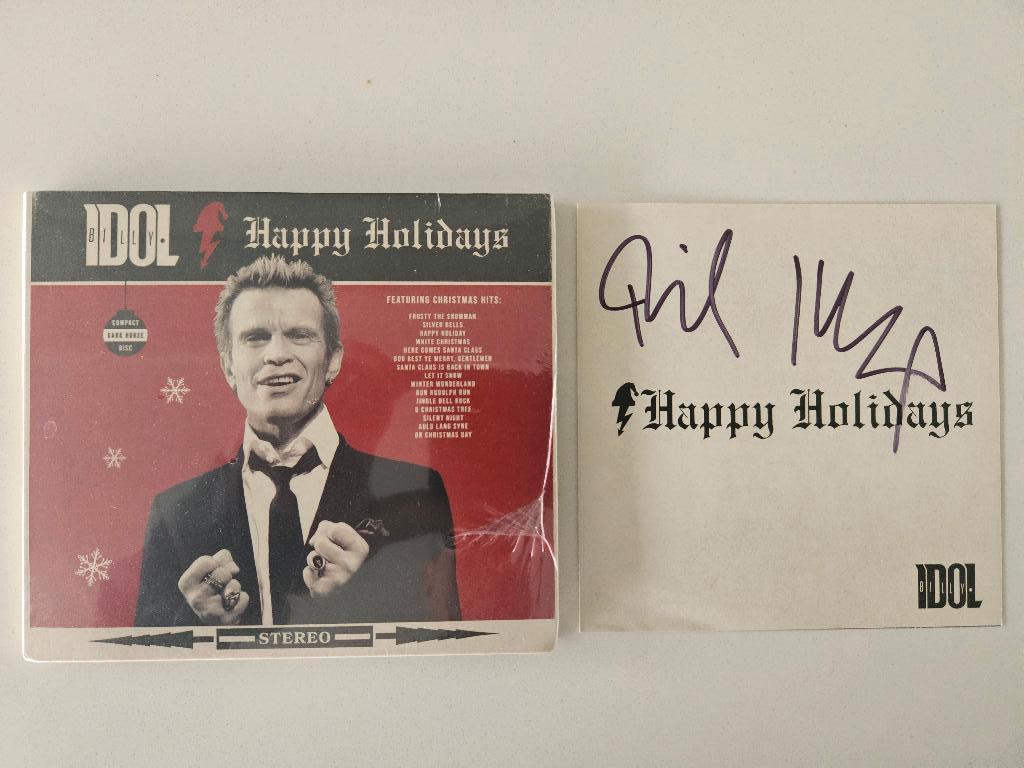 IDOL
BILLY
Happy Holidays
FEATURING CHRISTMAS HITS:
FROSTY THE SNOWMAN
SILVER BELLS
HAPPY HOLIDAY
WHITE CHRISTMAS
HERE COMES SANTA CLAUS
GOD REST YE MERRY, GENTLEMEN
SANTA CLAUS IS BACK IN TOWN
LET IT SNOW
WINTER WONDERLAND
RUN RUDOLPH RUN
JINGLE BELL ROCK
O CHRISTMAS TREE
SILENT NIGHT
AULD LANG SYNE
ON CHRISTMAS DAY
COMPACT
DARK HORSE
DISC
STEREO
Happy Holidays
IDOL
BILLY